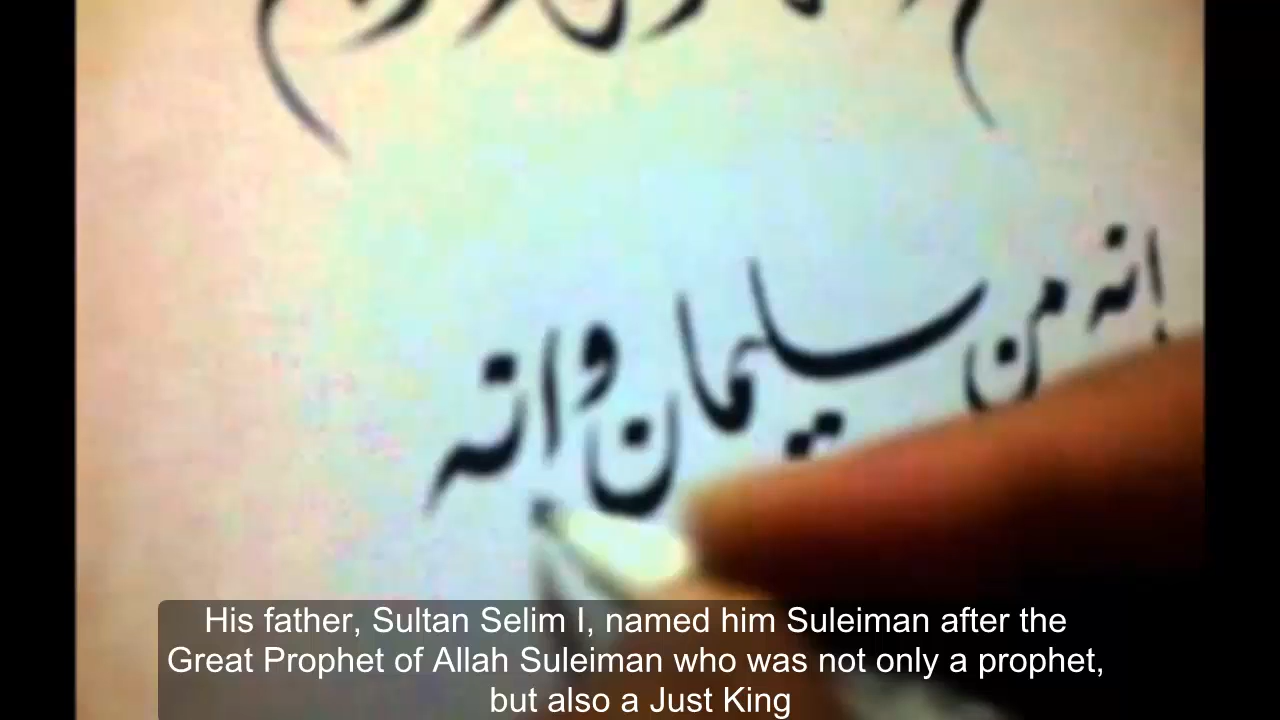 إنه من سليمان وانه
His father, Sultan Selim I, named him Suleiman after the
Great Prophet of Allah Suleiman who was not only a prophet,
but also a Just King